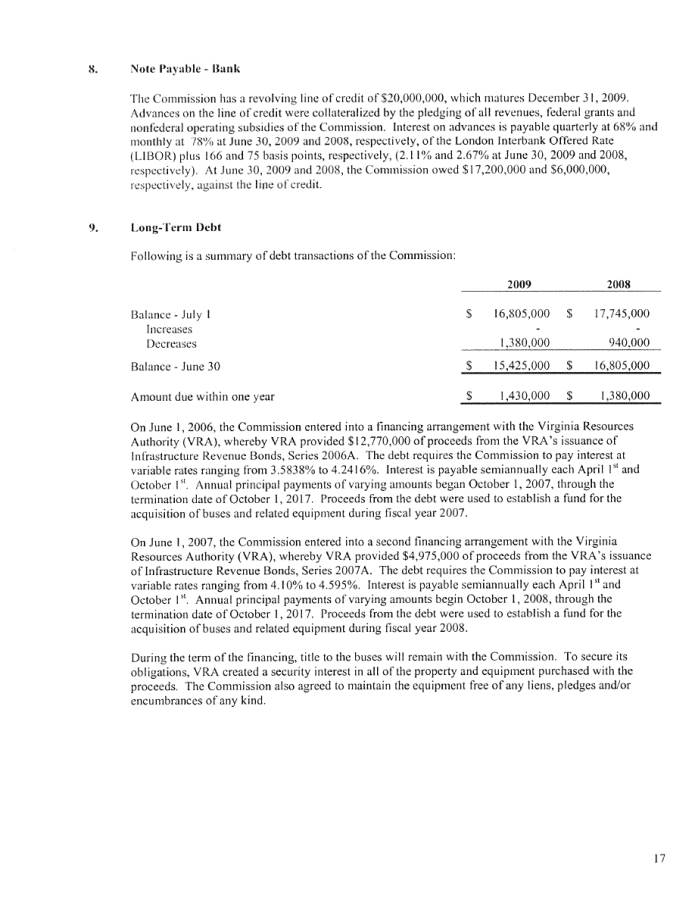 8. Note Payable - Bank
The Commission has a revolving line of credit of $20,000,000, which matures December 31, 2009.
Advances on the line of credit were collateralized by the pledging of all revenues, federal grants and
nonfederal operating subsidies of the Commission. Interest on advances is payable quarterly at 68% and
monthly at 78% at June 30, 2009 and 2008, respectively, of the London Interbank Offered Rate
(LIBOR) plus 166 and 75 basis points, respectively, (2.11% and 2.67% at June 30, 2009 and 2008,
respectively). At June 30, 2009 and 2008, the Commission owed $17,200,000 and $6,000,000,
respectively, against the line of credit.
9. Long-Term Debt
Following is a summary of debt transactions of the Commission:
2009 2008
Balance - July 1 $ 16,805,000 $ 17,745,000
Increases - -
Decreases 1,380,000 940,000
Balance - June 30 $ 15,425,000 $ 16,805,000
Amount due within one year $ 1,430,000 $ 1,380,000
On June 1, 2006, the Commission entered into a financing arrangement with the Virginia Resources
Authority (VRA), whereby VRA provided $12,770,000 of proceeds from the VRA's issuance of
Infrastructure Revenue Bonds, Series 2006A. The debt requires the Commission to pay interest at
variable rates ranging from 3.5838% to 4.2416%. Interest is payable semiannually each April 1st and
October 1st. Annual principal payments of varying amounts began October 1, 2007, through the
termination date of October 1, 2017. Proceeds from the debt were used to establish a fund for the
acquisition of buses and related equipment during fiscal year 2007.
On June 1, 2007, the Commission entered into a second financing arrangement with the Virginia
Resources Authority (VRA), whereby VRA provided $4,975,000 of proceeds from the VRA's issuance
of Infrastructure Revenue Bonds, Series 2007A. The debt requires the Commission to pay interest at
variable rates ranging from 4.10% to 4.595%. Interest is payable semiannually each April 1st and
October 1st. Annual principal payments of varying amounts begin October 1, 2008, through the
termination date of October 1, 2017. Proceeds from the debt were used to establish a fund for the
acquisition of buses and related equipment during fiscal year 2008.
During the term of the financing, title to the buses will remain with the Commission. To secure its
obligations, VRA created a security interest in all of the property and equipment purchased with the
proceeds. The Commission also agreed to maintain the equipment free of any liens, pledges and/or
encumbrances of any kind.
17